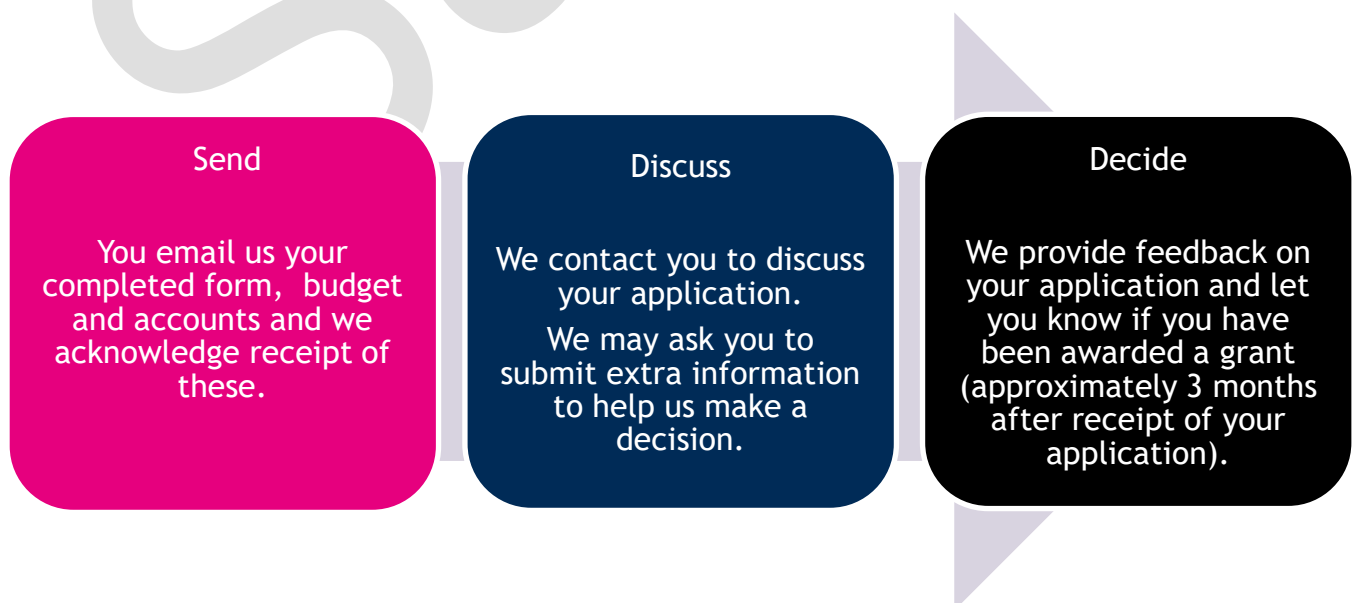 Send
You email us your
completed form,  budget
and accounts and we
acknowledge receipt of
these.
Discuss
We contact you to discuss
your application.
We may ask you to
submit extra information
to help us make a
decision.
Decide
We provide feedback on
your application and let
you know if you have
been awarded a grant
(approximately 3 months
after receipt of your
application).